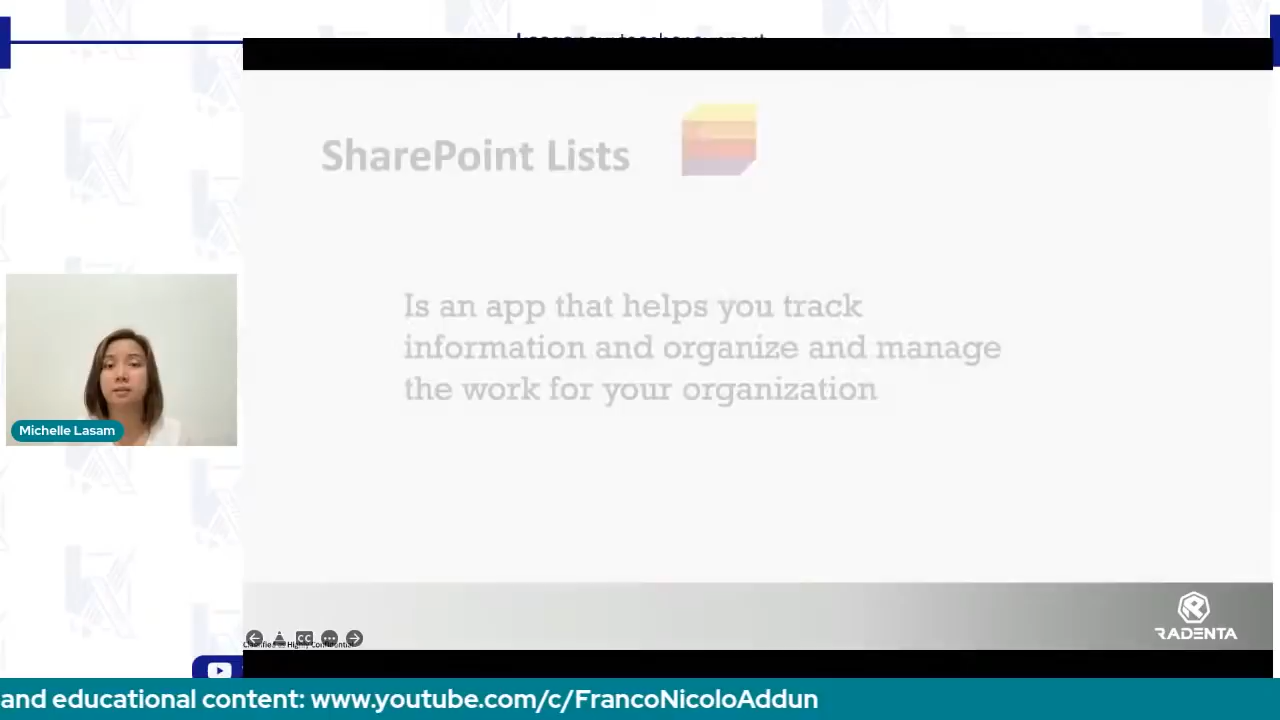 SharePoint Lists
Is an app that helps you track
information and organize and manage
the work for your organization
Michelle Lasam
CC
RADENTA
and educational content: www.youtube.com/c/FrancoNicoloAddun